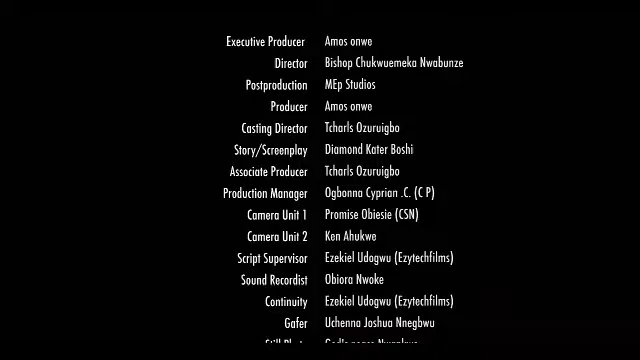 Executive Producer Amos onwe
Director Bishop Chukwuemeka Nwabunze
Postproduction MEp Studios
Producer Amos onwe
Casting Director Tcharls Ozuruigbo
Story/Screenplay Diamond Kater Boshi
Associate Producer Tcharls Ozuruigbo
Production Manager Ogbonna Cyprian .C. (C P)
Camera Unit 1 Promise Obiesie (CSN)
Camera Unit 2 Ken Ahukwe
Script Supervisor Ezekiel Udogwu (Ezytechfilms)
Sound Recordist Obiora Nwoke
Continuity Ezekiel Udogwu (Ezytechfilms)
Gafer Uchenna Joshua Nnegbwu
Still God's